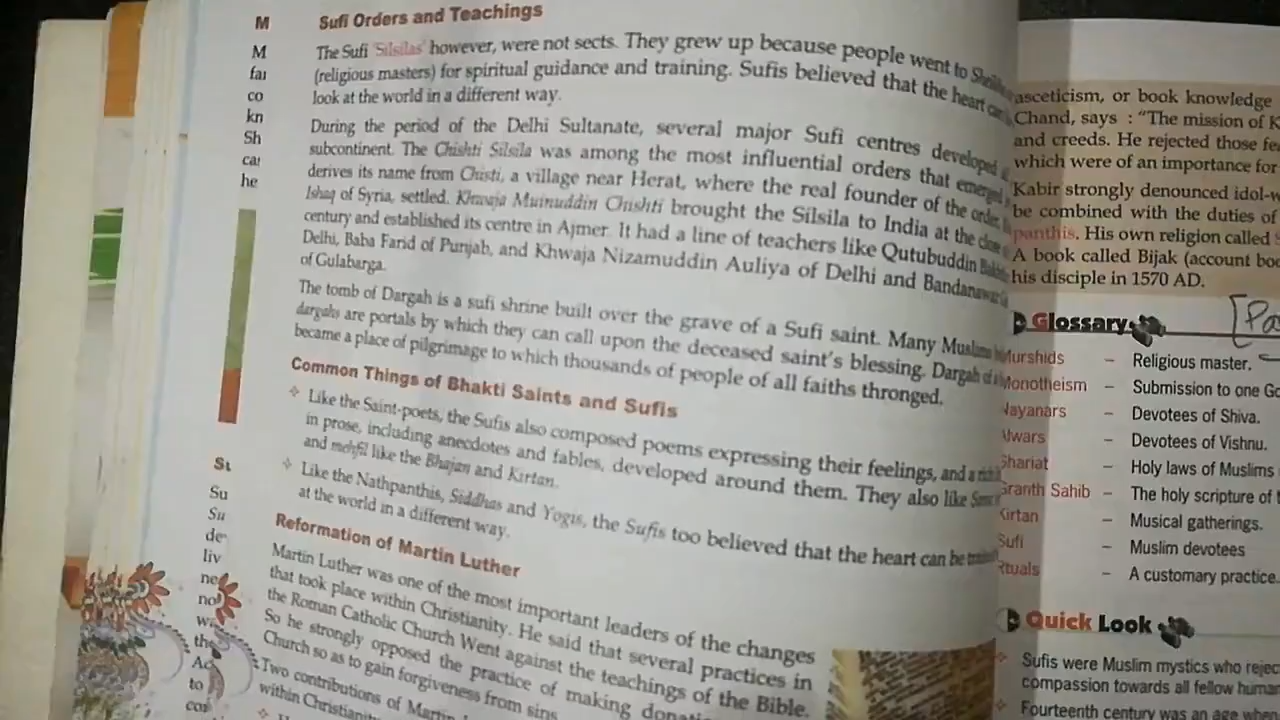 M
M
co
kn
Sh
he
Su
liv
to
Sufi Orders and Teachings
The Sufi 'Silsilas' however, were not sects. They grew up because people went to
(religious masters) for spiritual guidance and training. Sufis believed that the heart
look at the world in a different way.
During the period of the Delhi Sultanate, several major Sufi centres developed
subcontinent. The Chishti Silsila was among the most influential orders that emerged
derives its name from Chisti, a village near Herat, where the real founder of the order,
Ishaq of Syria, settled. Khwaja Muinuddin Chishti brought the Silsila to India at the close
century and established its centre in Ajmer. It had a line of teachers like Qutubuddin
Delhi, Baba Farid of Punjab, and Khwaja Nizamuddin Auliya of Delhi and Bandanawaz
of Gulabarga.
The tomb of Dargah is a sufi shrine built over the grave of a Sufi saint. Many Muslims
dargahs are portals by which they can call upon the deceased saint's blessing. Dargah of
became a place of pilgrimage to which thousands of people of all faiths thronged.
Common Things of Bhakti Saints and Sufis
Like the Saint-poets, the Sufis also composed poems expressing their feelings, and a rich
in prose, including anecdotes and fables, developed around them. They also like
and mehfil like the Bhajan and Kirtan.
Like the Nathpanthis, Siddhas and Yogis, the Sufis too believed that the heart can be
at the world in a different way.
Reformation of Martin Luther
Martin Luther was one of the most important leaders of the changes
that took place within Christianity. He said that several practices in
the Roman Catholic Church Went against the teachings of the Bible.
So he strongly opposed the practice of making
Church so as to gain forgiveness from sins
Two contributions of Martin
within
asceticism, or book knowledge
Chand, says : "The mission of K
and creeds. He rejected those
which were of an importance for
Kabir strongly denounced
be combined with the duties of
panthis. His own religion called
A book called Bijak (account
his disciple in 1570 AD.
Glossary
Murshids – Religious master.
Monotheism – Submission to one
Nayanars – Devotees of Shiva.
Alwars – Devotees of Vishnu.
Shariat – Holy laws of Muslims
Granth Sahib – The holy scripture of
Kirtan – Musical gatherings.
Sufi – Muslim devotees
Rituals – A customary practice.
Quick Look
Sufis were Muslim mystics who
compassion towards all fellow
Fourteenth century was an age when